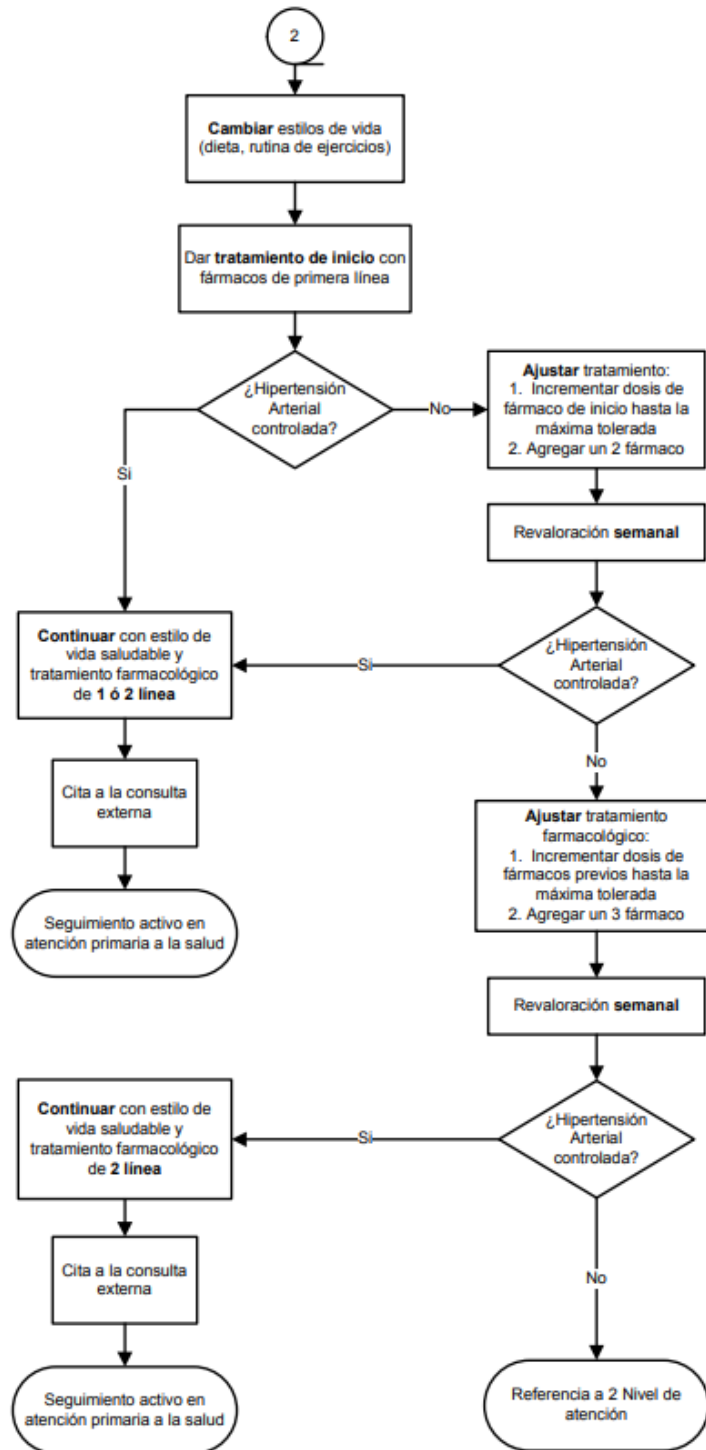 2
Cambiar estilos de vida
(dieta, rutina de ejercicios)
Dar tratamiento de inicio con
fármacos de primera línea
¿Hipertensión
Arterial
controlada?
No
Si
Ajustar tratamiento:
1. Incrementar dosis de
fármaco de inicio hasta la
máxima tolerada
2. Agregar un 2 fármaco
Revaloración semanal
¿Hipertensión
Arterial
controlada?
Si
No
Continuar con estilo de
vida saludable y
tratamiento farmacológico
de 1 ó 2 línea
Cita a la consulta
externa
Seguimiento activo en
atención primaria a la salud
Ajustar tratamiento
farmacológico:
1. Incrementar dosis de
fármacos previos hasta la
máxima tolerada
2. Agregar un 3 fármaco
Revaloración semanal
¿Hipertensión
Arterial
controlada?
Si
No
Continuar con estilo de
vida saludable y
tratamiento farmacológico
de 2 línea
Cita a la consulta
externa
Seguimiento activo en
atención primaria a la salud
Referencia a 2 Nivel de
atención